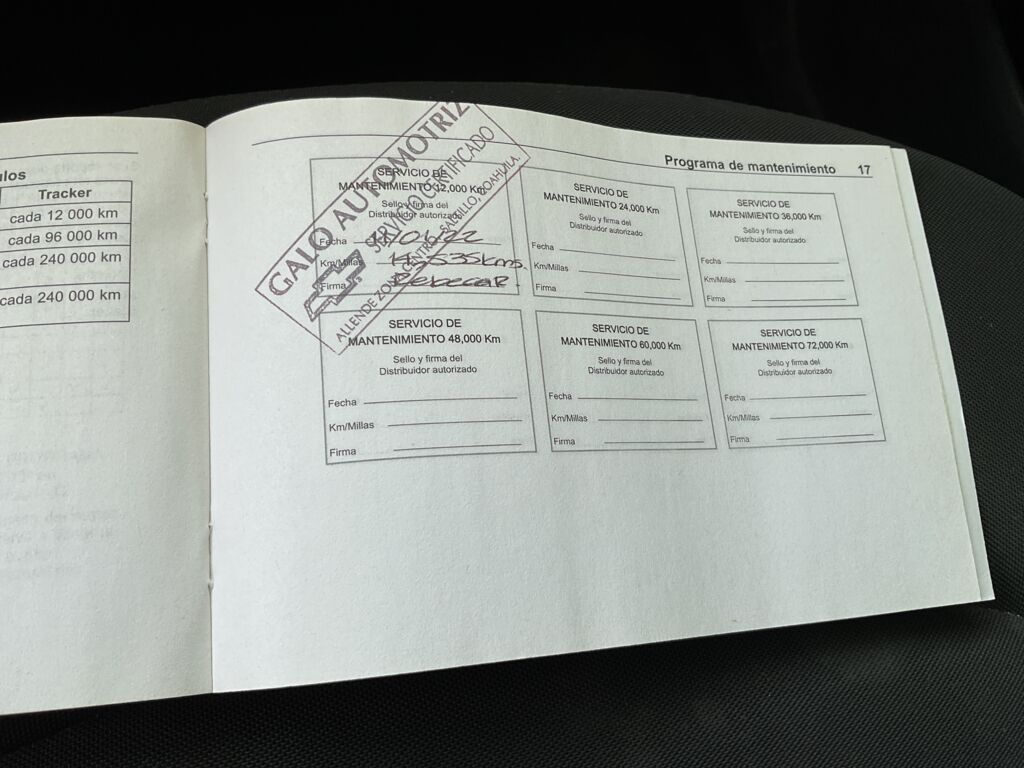 ulos
Tracker
cada 12 000 km
cada 96 000 km
cada 240 000 km
cada 240 000 km
Programa de mantenimiento 17
SERVICIO DE
MANTENIMIENTO 12,000 Km
Sello y firma del
Distribuidor autorizado
Fecha
Km/Millas
Firma
GALO AUTOMOTRIZ
SERVICIO CERTIFICADO
ALLENDE ZONA CENTRO, SALTILLO, COAHUILA.
SERVICIO DE
MANTENIMIENTO 24,000 Km
Sello y firma del
Distribuidor autorizado
Fecha
Km/Millas
Firma
SERVICIO DE
MANTENIMIENTO 36,000 Km
Sello y firma del
Distribuidor autorizado
Fecha
Km/Millas
Firma
SERVICIO DE
MANTENIMIENTO 48,000 Km
Sello y firma del
Distribuidor autorizado
Fecha
Km/Millas
Firma
SERVICIO DE
MANTENIMIENTO 60,000 Km
Sello y firma del
Distribuidor autorizado
Fecha
Km/Millas
Firma
SERVICIO DE
MANTENIMIENTO 72,000 Km
Sello y firma del
Distribuidor autorizado
Fecha
Km/Millas
Firma